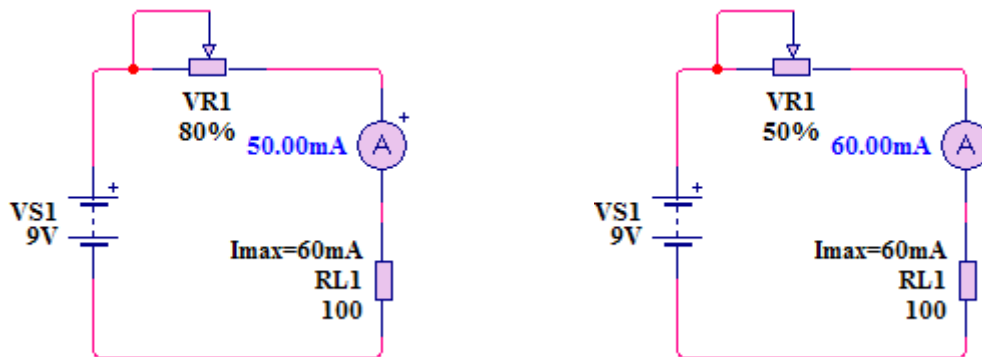 VR1
80%
50.00mA
+
A
+
VS1
9V
Imax=60mA
RL1
100
VR1
50%
60.00mA
A
+
VS1
9V
Imax=60mA
RL1
100